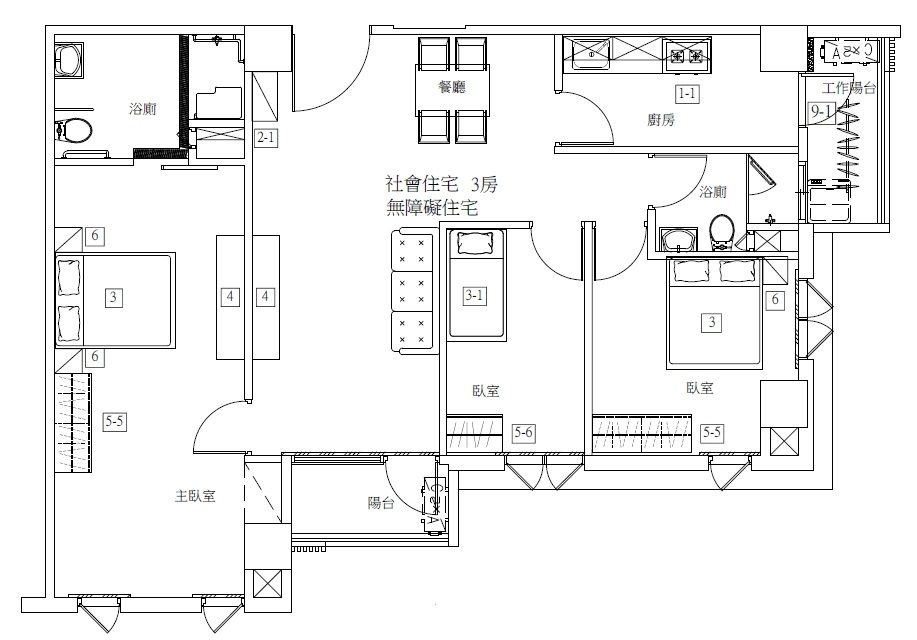 餐廳
浴廁
2-1
1-1
廚房
工作陽台
9-1
社會住宅 3房
無障礙住宅
浴廁
6
3
4
4
3-1
3
6
6
5-5
臥室
臥室
5-6
5-5
主臥室
陽台